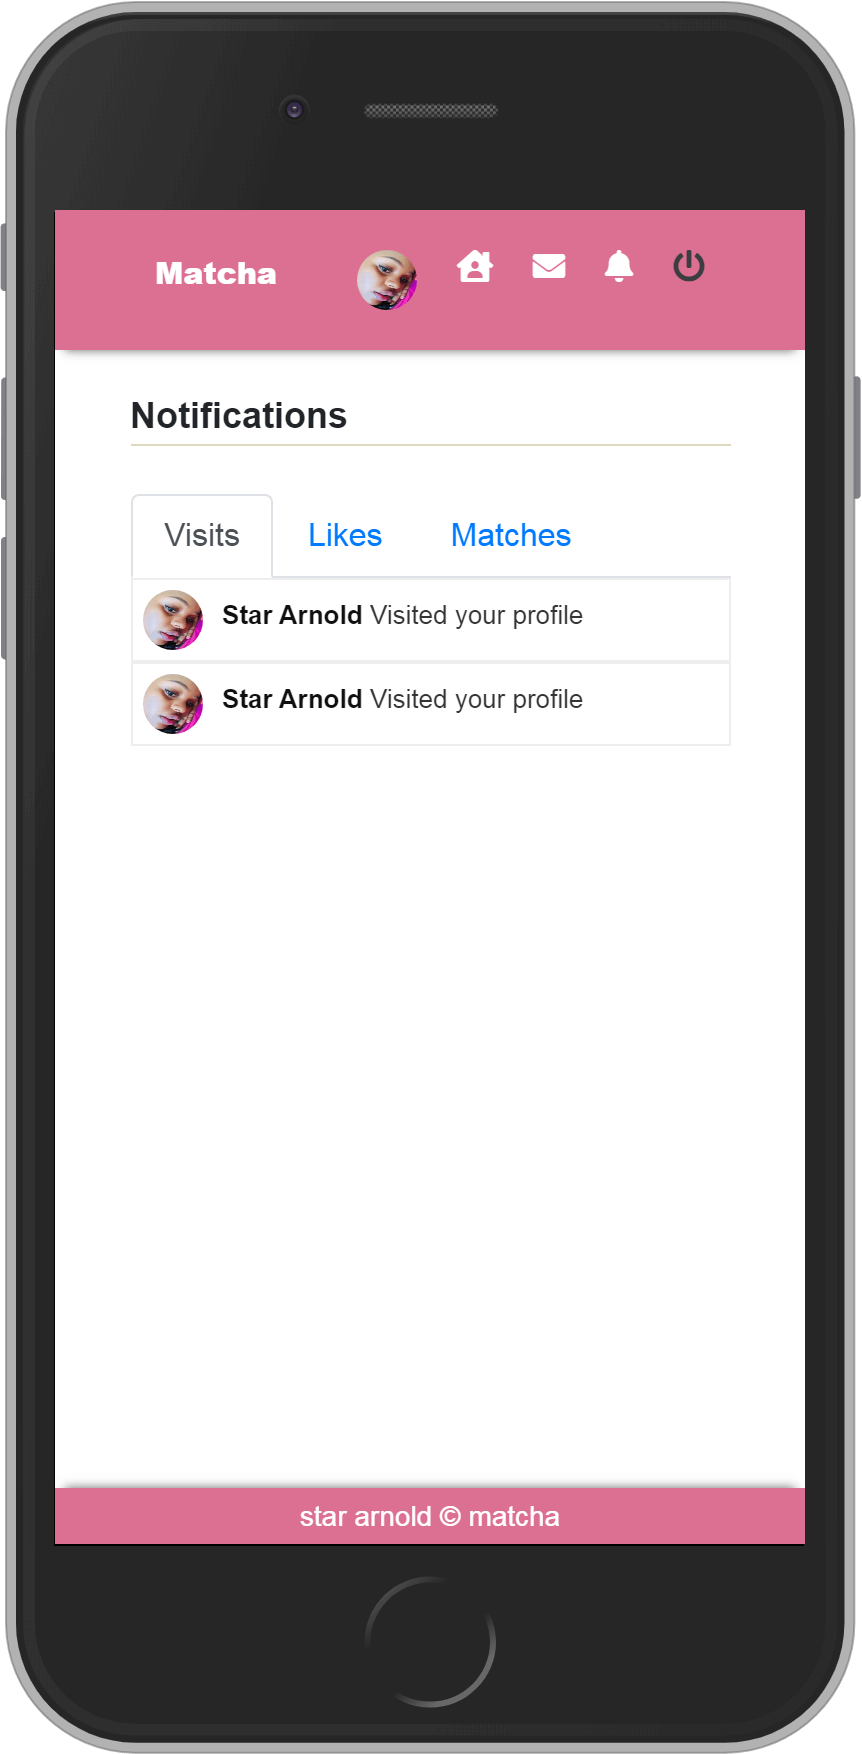 Matcha
Notifications
Visits Likes Matches
Star Arnold Visited your profile
Star Arnold Visited your profile
star arnold © matcha